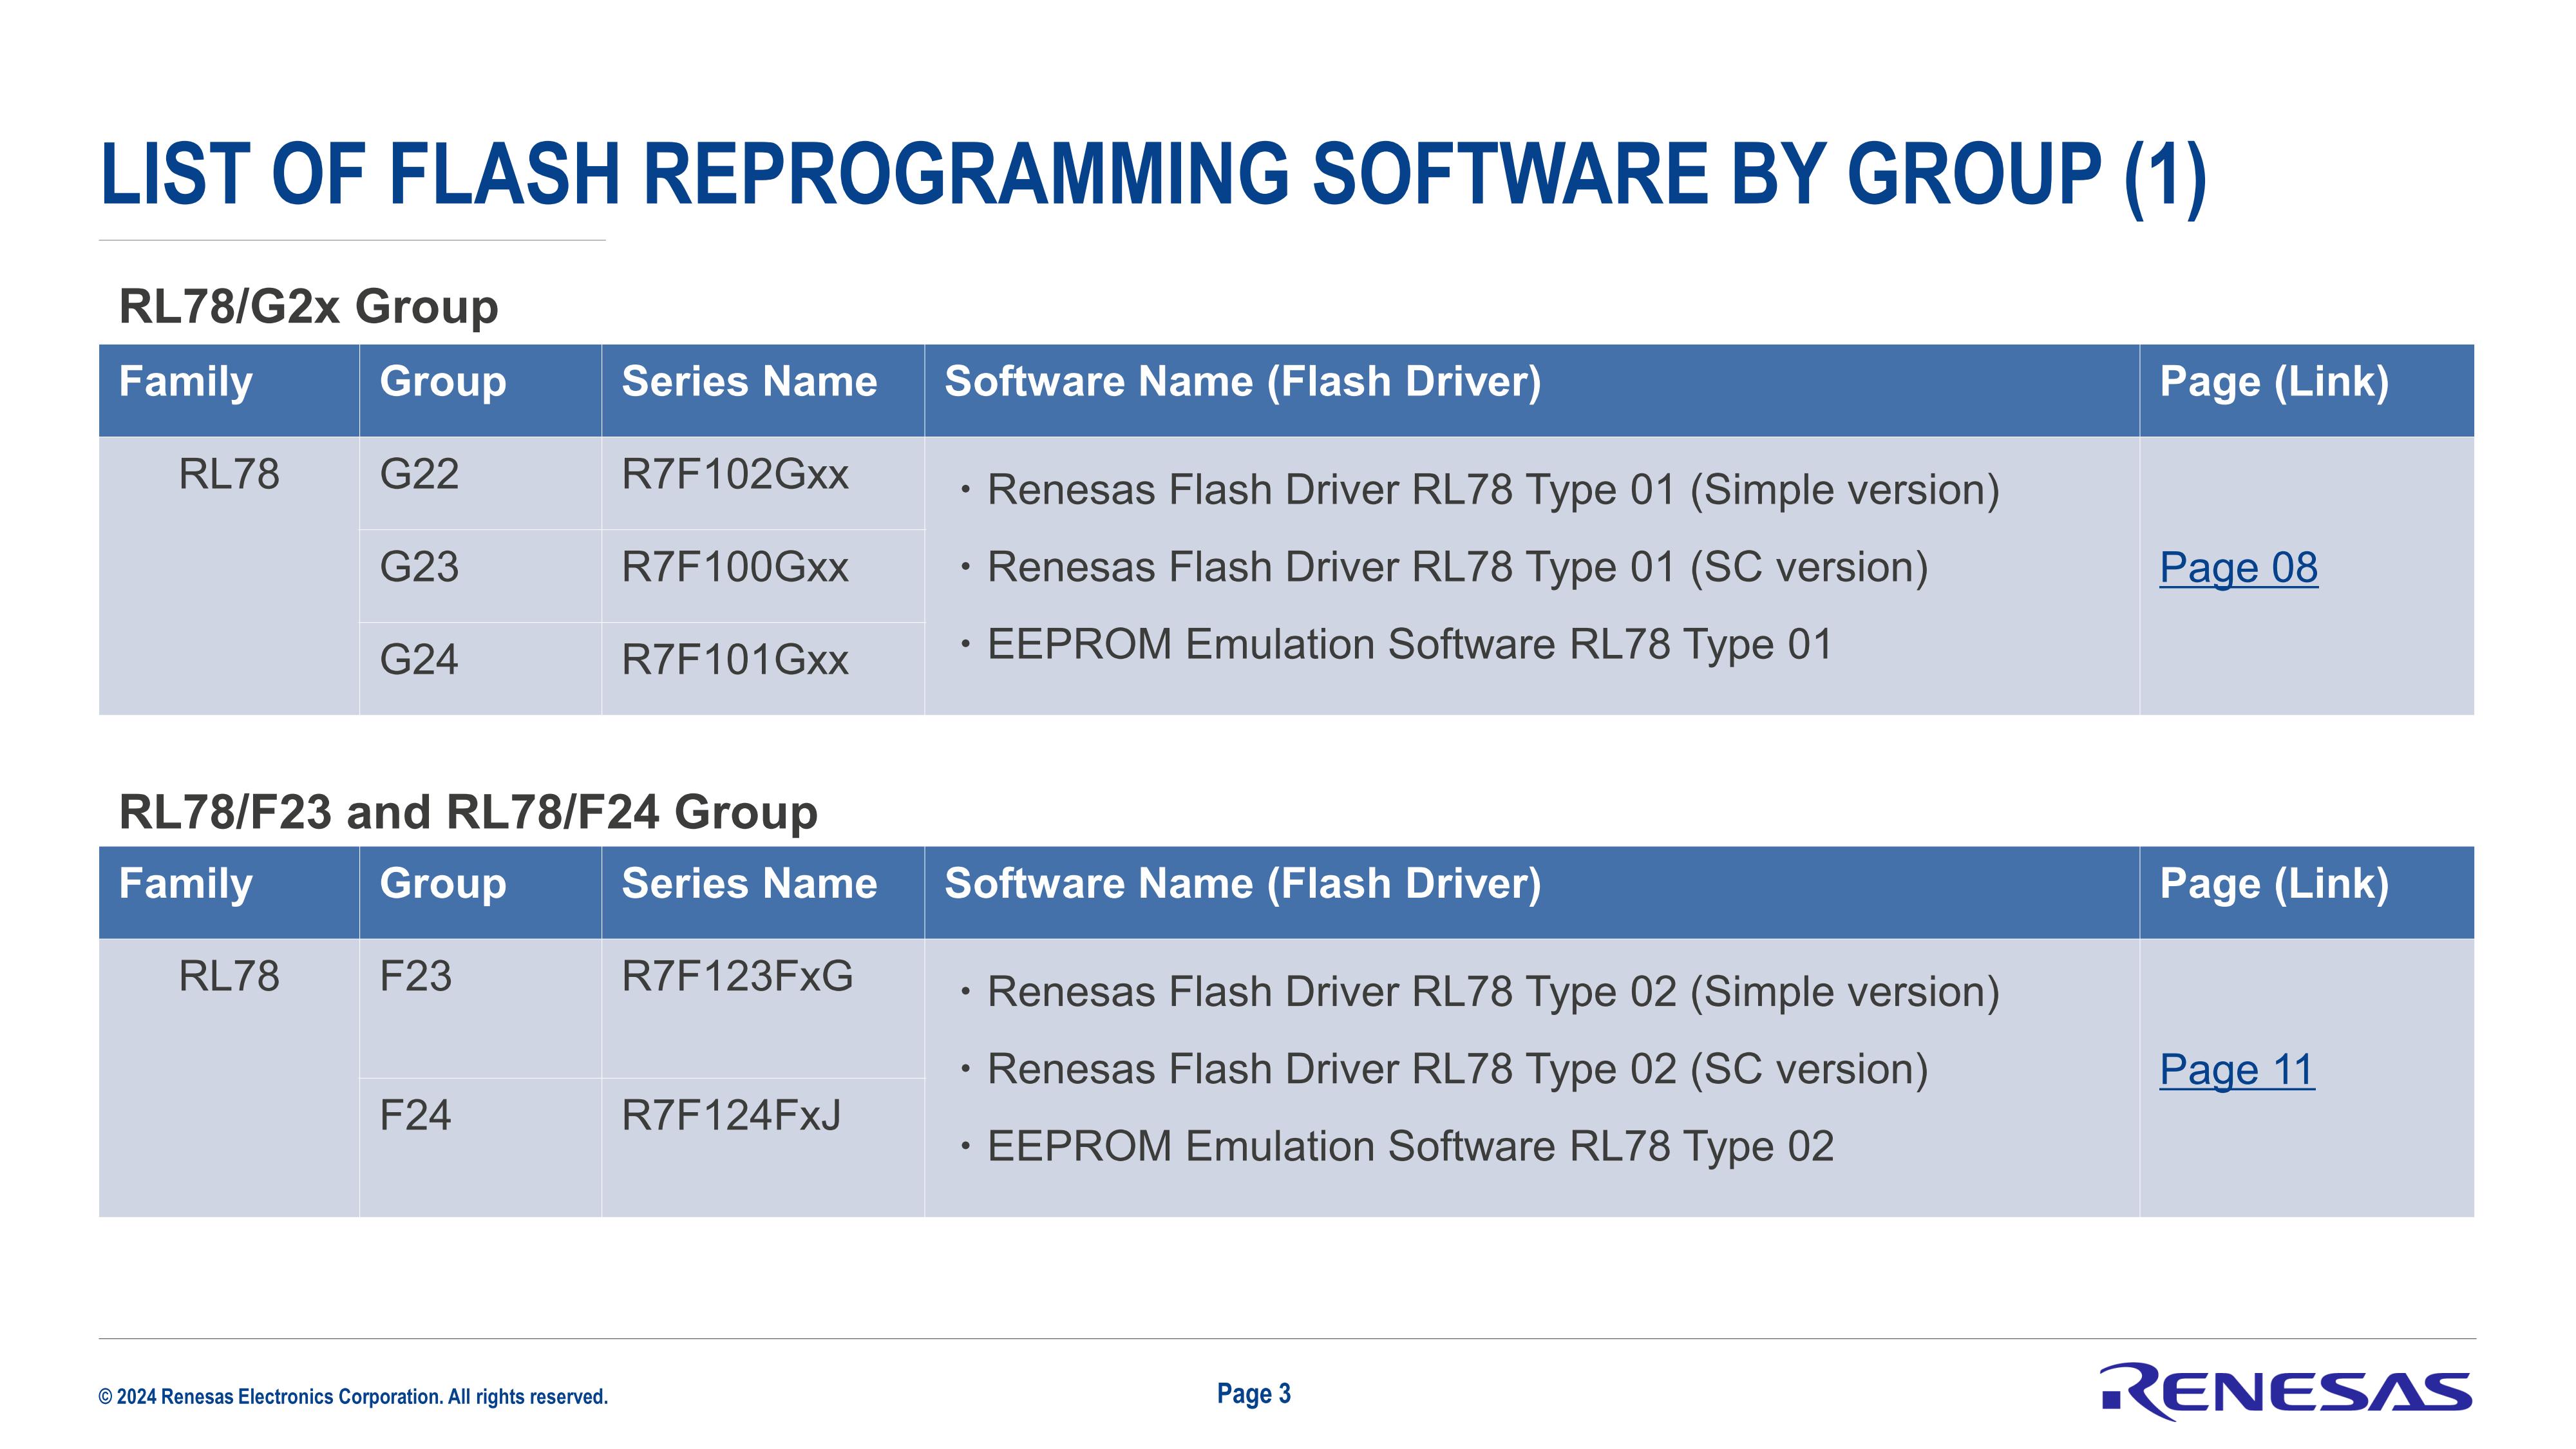 LIST OF FLASH REPROGRAMMING SOFTWARE BY GROUP (1)
RL78/G2x Group
Family Group Series Name Software Name (Flash Driver) Page (Link)
RL78 G22 R7F102Gxx
G23 R7F100Gxx
G24 R7F101Gxx
・Renesas Flash Driver RL78 Type 01 (Simple version)
・Renesas Flash Driver RL78 Type 01 (SC version)
・EEPROM Emulation Software RL78 Type 01
Page 08
RL78/F23 and RL78/F24 Group
Family Group Series Name Software Name (Flash Driver) Page (Link)
RL78 F23 R7F123FxG
F24 R7F124FxJ
・Renesas Flash Driver RL78 Type 02 (Simple version)
・Renesas Flash Driver RL78 Type 02 (SC version)
・EEPROM Emulation Software RL78 Type 02
Page 11
© 2024 Renesas Electronics Corporation. All rights reserved.
Page 3
RENESAS